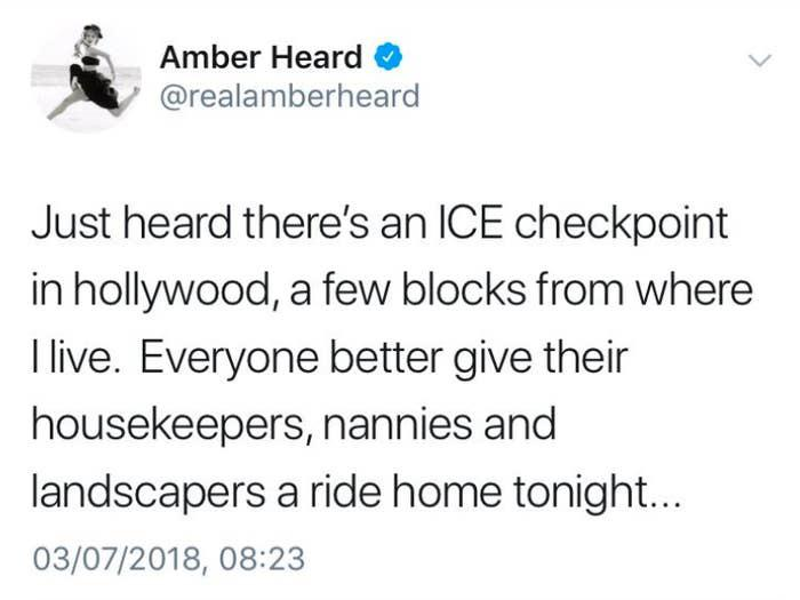 Amber Heard
@realamberheard
Just heard there's an ICE checkpoint
in hollywood, a few blocks from where
I live. Everyone better give their
housekeepers, nannies and
landscapers a ride home tonight...
03/07/2018, 08:23